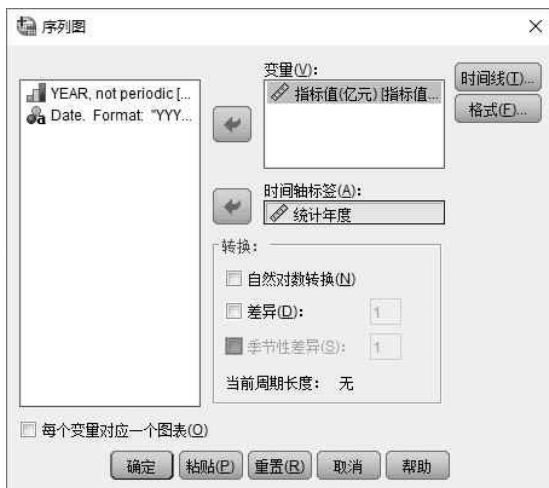 序列图
YEAR, not periodic [...
Date. Format: "YYY...
变量(V):
指标值(亿元) [指标值...
时间轴标签(A):
统计年度
时间线(T)...
格式(F)...
转换:
自然对数转换(N)
差异(D): 1
季节性差异(S): 1
当前周期长度: 无
每个变量对应一个图表(O)
确定 粘贴(P) 重置(R) 取消 帮助